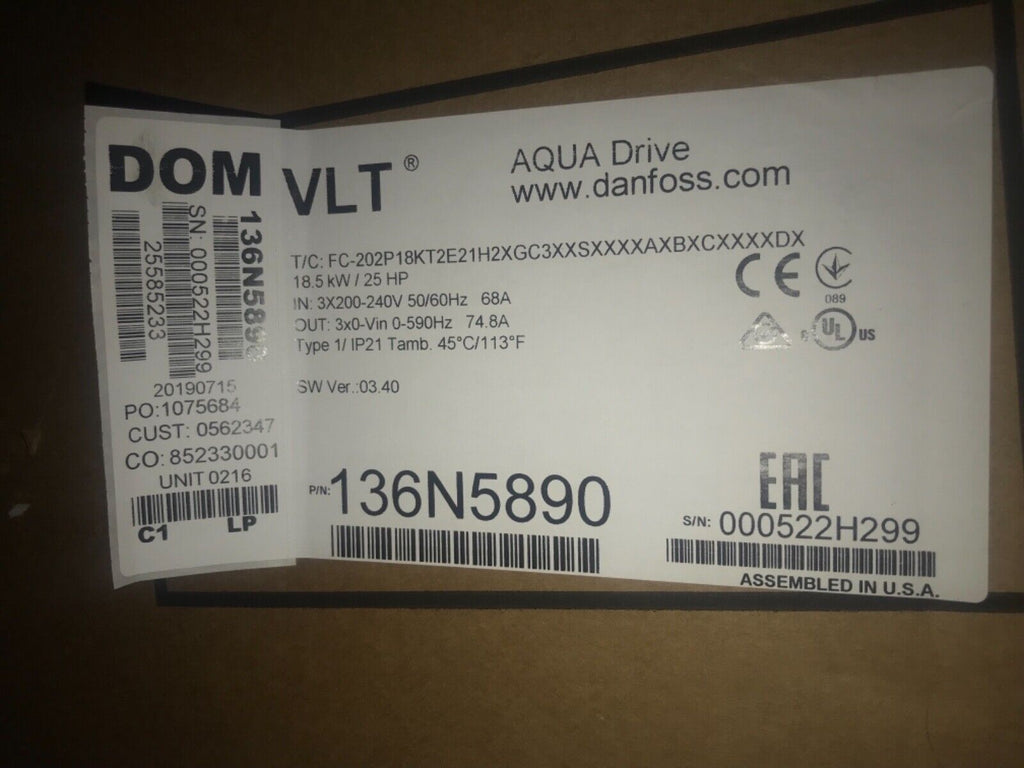 DOM
136N589
SN: 000522H299
25585233
20190715
PO:1075684
CUST: 0562347
CO: 852330001
UNIT 0216
C1 LP
VLT®
AQUA Drive
www.danfoss.com
T/C: FC-202P18KT2E21H2XGC3XXSXXXXAXBXCXXXXDX
18.5 kW / 25 HP
IN: 3X200-240V 50/60Hz 68A
OUT: 3x0-Vin 0-590Hz 74.8A
Type 1/ IP21 Tamb. 45°C/113°F
SW Ver.:03.40
CE
089
c UL US
P/N: 136N5890
EAC
S/N: 000522H299
ASSEMBLED IN U.S.A.